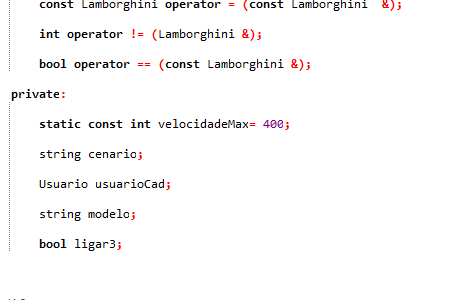 const Lamborghini operator = (const Lamborghini  &);
int operator != (Lamborghini &);
bool operator == (const Lamborghini &);
private:
static const int velocidadeMax= 400;
string cenario;
Usuario usuarioCad;
string modelo;
bool ligar3;